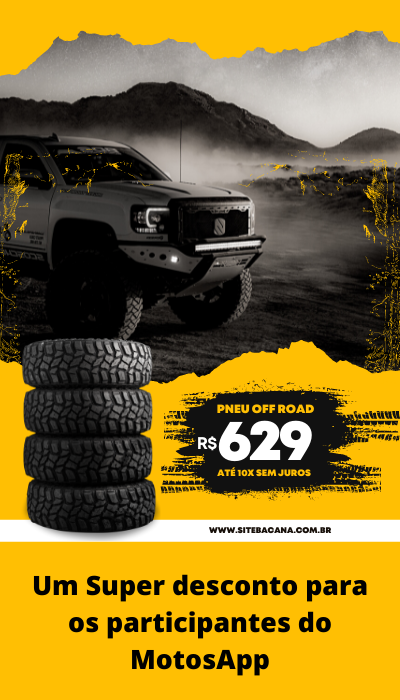 PNEU OFF ROAD
R$629
ATÉ 10X SEM JUROS
WWW.SITEBACANA.COM.BR
Um Super desconto para
os participantes do
MotosApp